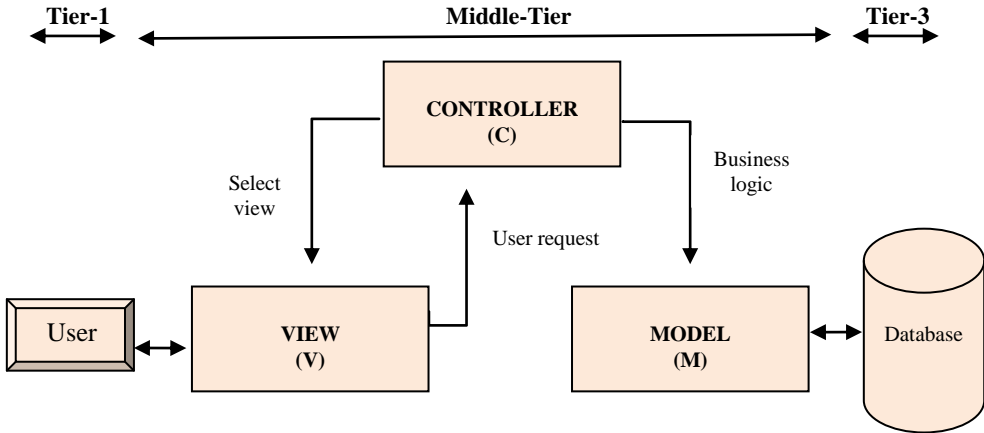 Tier-1
Middle-Tier
Tier-3
CONTROLLER
(C)
Select
view
User request
Business
logic
User
VIEW
(V)
MODEL
(M)
Database